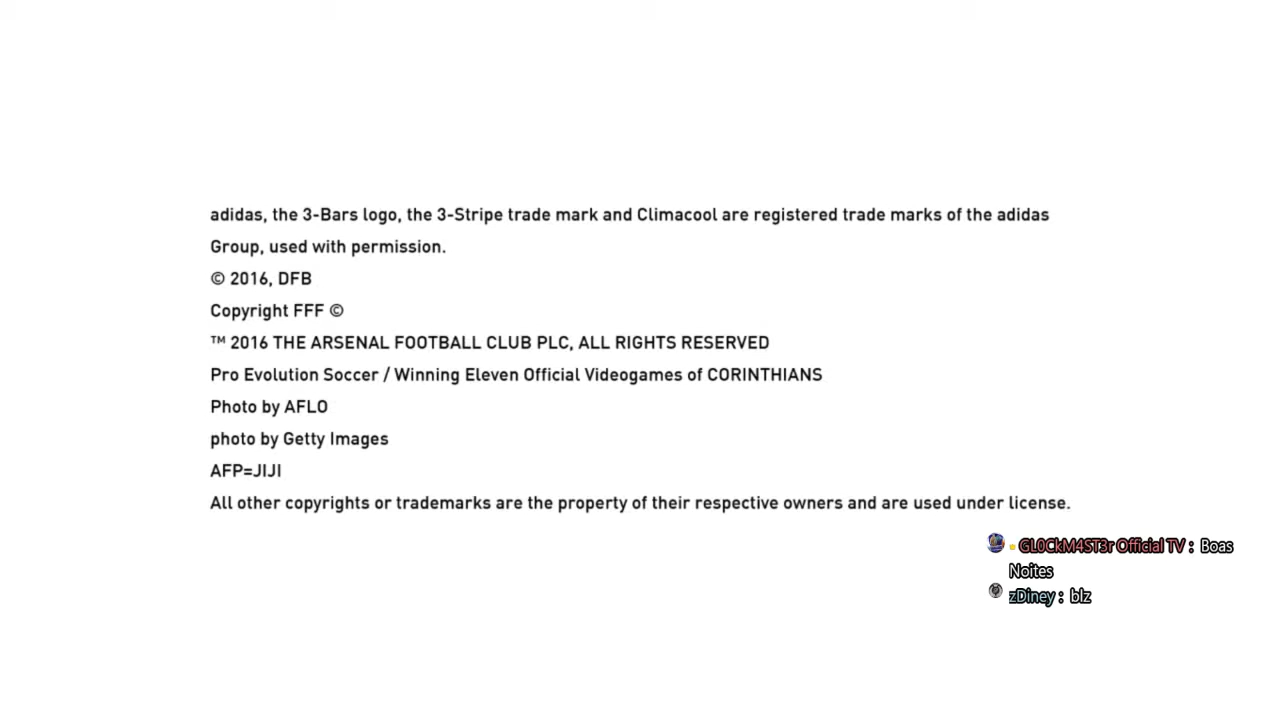 adidas, the 3-Bars logo, the 3-Stripe trade mark and Climacool are registered trade marks of the adidas
Group, used with permission.
© 2016, DFB
Copyright FFF ©
™ 2016 THE ARSENAL FOOTBALL CLUB PLC, ALL RIGHTS RESERVED
Pro Evolution Soccer / Winning Eleven Official Videogames of CORINTHIANS
Photo by AFLO
photo by Getty Images
AFP=JIJI
All other copyrights or trademarks are the property of their respective owners and are used under license.
GL0CkM4ST3r Official TV : Boas
Noites
zDiney : blz